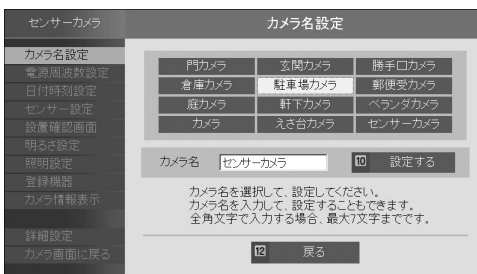 センサーカメラ
カメラ名設定
カメラ名設定
電源周波数設定
日付時刻設定
センサー設定
設置確認画面
明るさ設定
照明設定
登録機器
カメラ情報表示
詳細設定
カメラ画面に戻る
門カメラ 玄関カメラ 勝手口カメラ
倉庫カメラ 駐車場カメラ 郵便受カメラ
庭カメラ 軒下カメラ ベランダカメラ
カメラ えさ台カメラ センサーカメラ
カメラ名 センサーカメラ 10 設定する
カメラ名を選択して、設定してください。
カメラ名を入力して、設定することもできます。
全角文字で入力する場合、最大7文字までです。
12 戻る